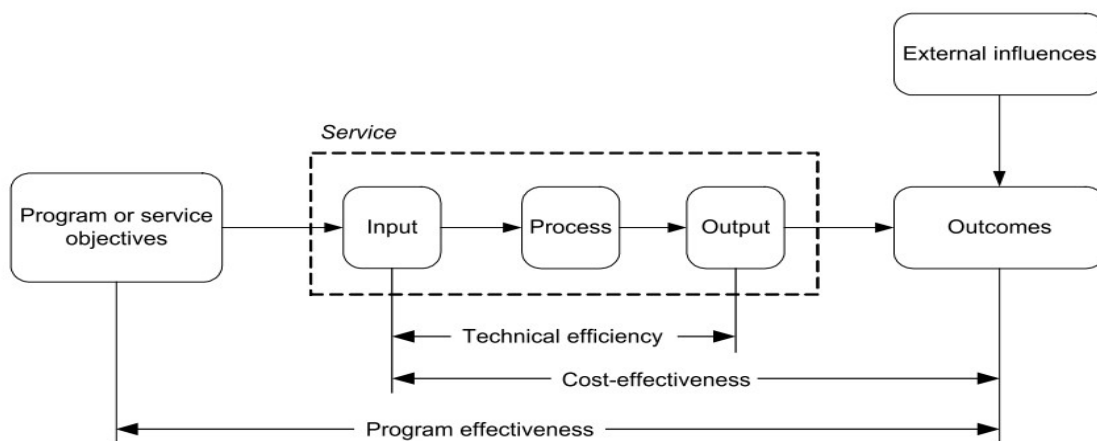 External influences
Service
Program or service
objectives
Input
Process
Output
Outcomes
Technical efficiency
Cost-effectiveness
Program effectiveness